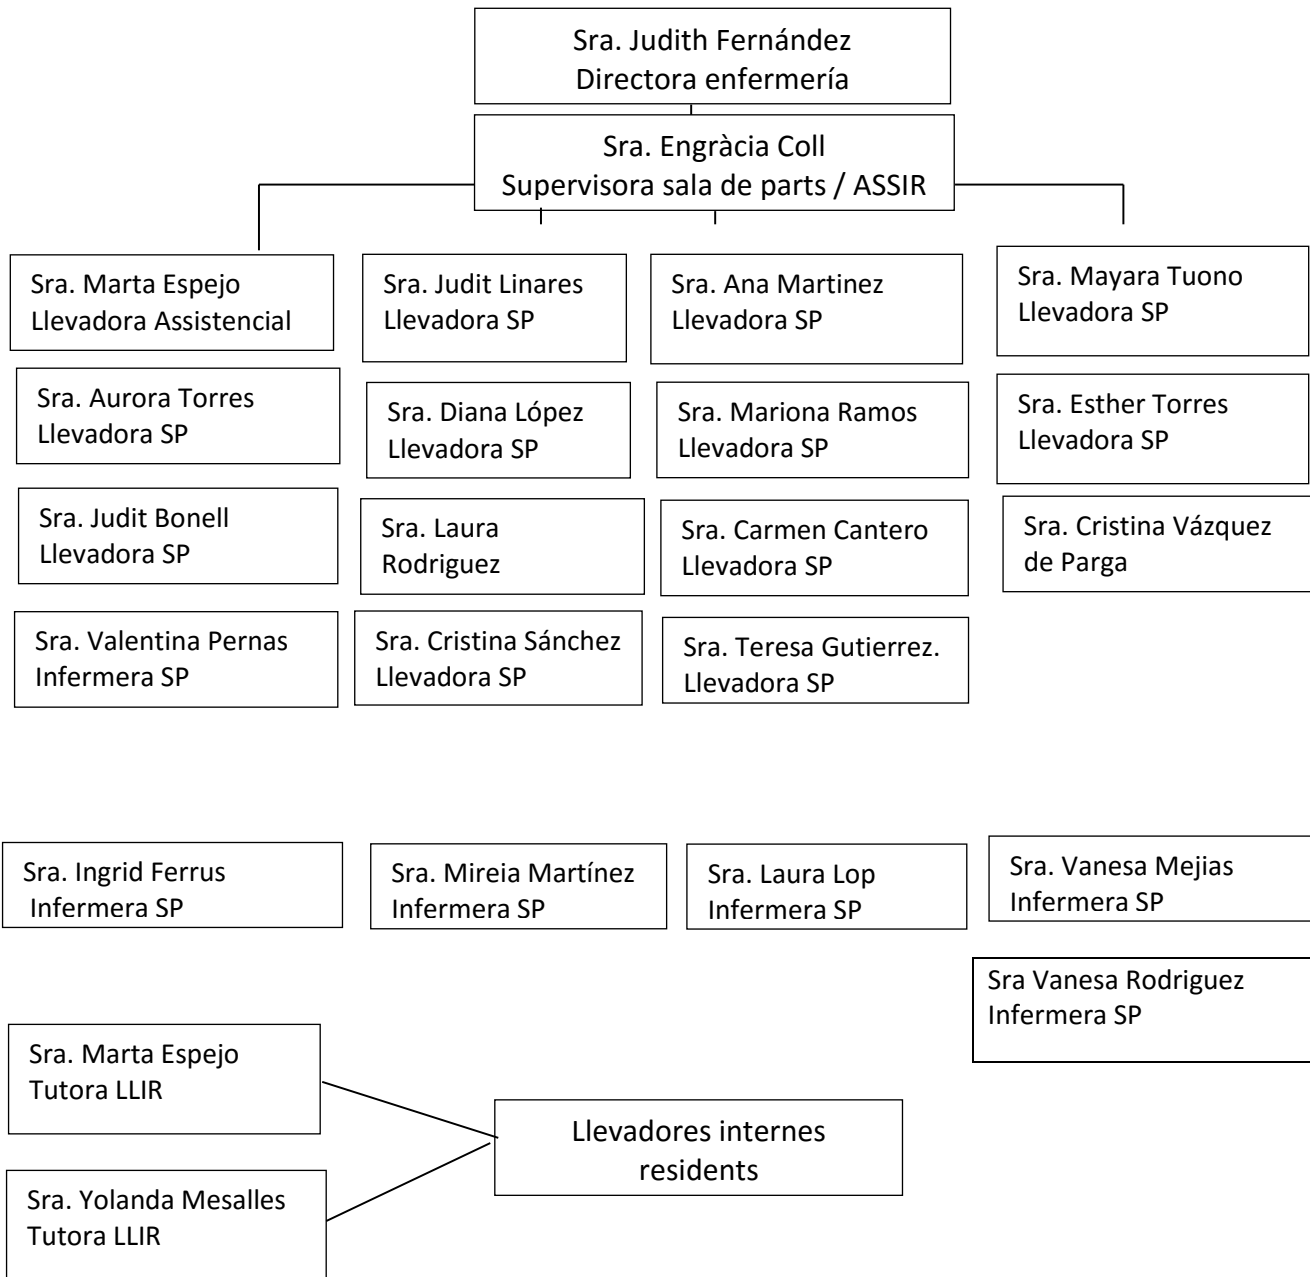 Sra. Judith Fernández
Directora enfermería
Sra. Engràcia Coll
Supervisora sala de parts / ASSIR
Sra. Marta Espejo
Llevadora Assistencial
Sra. Judit Linares
Llevadora SP
Sra. Ana Martinez
Llevadora SP
Sra. Mayara Tuono
Llevadora SP
Sra. Aurora Torres
Llevadora SP
Sra. Diana López
Llevadora SP
Sra. Mariona Ramos
Llevadora SP
Sra. Esther Torres
Llevadora SP
Sra. Judit Bonell
Llevadora SP
Sra. Laura
Rodriguez
Sra. Carmen Cantero
Llevadora SP
Sra. Cristina Vázquez
de Parga
Sra. Valentina Pernas
Infermera SP
Sra. Cristina Sánchez
Llevadora SP
Sra. Teresa Gutierrez.
Llevadora SP
Sra. Ingrid Ferrus
Infermera SP
Sra. Mireia Martínez
Infermera SP
Sra. Laura Lop
Infermera SP
Sra. Vanesa Mejias
Infermera SP
Sra Vanesa Rodriguez
Infermera SP
Sra. Marta Espejo
Tutora LLIR
Llevadores internes
residents
Sra. Yolanda Mesalles
Tutora LLIR